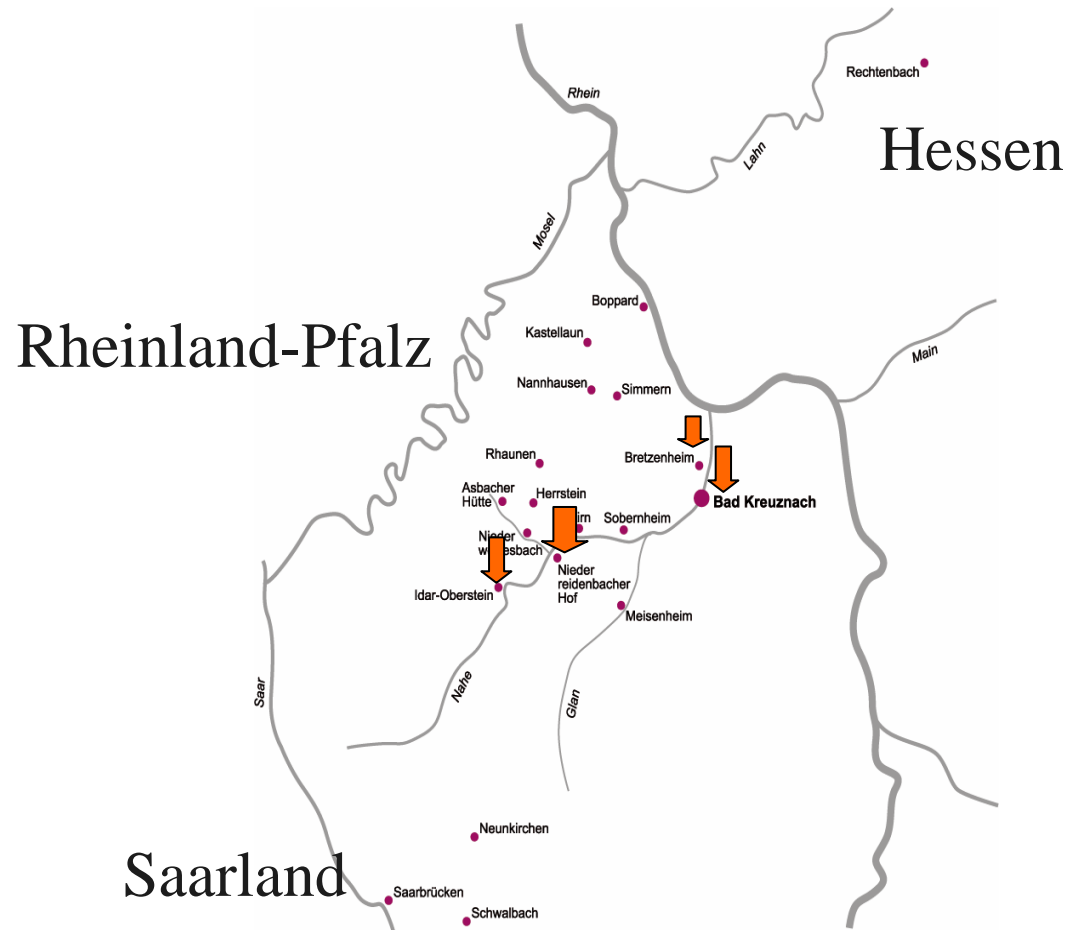 Rechtenbach
Rhein
Hessen
Lahn
Mosel
Boppard
Rheinland-Pfalz
Kastellaun
Main
Nannhausen
Simmern
Rhaunen
Bretzenheim
Asbacher
Hütte
Herrstein
Bad Kreuznach
irn
Sobernheim
Nieder
Nieder
reidenbacher
Hof
Idar-Oberstein
Meisenheim
Saar
Nahe
Glan
Neunkirchen
Saarland
Saarbrücken
Schwalbach